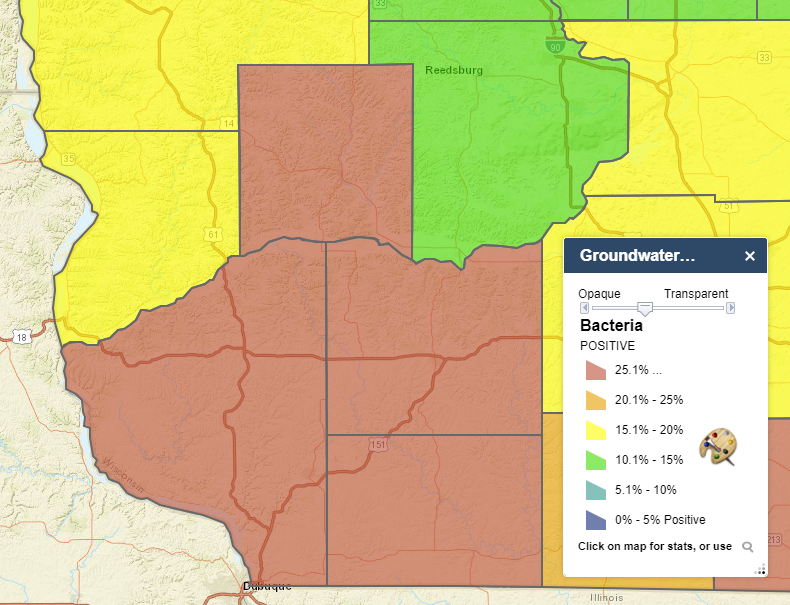 33
90
Reedsburg
33
14
35
51
61
Groundwater…
×
Opaque
Transparent
18
Bacteria
POSITIVE
25.1% ...
20.1% - 25%
15.1% - 20%
151
10.1% - 15%
Wisconsin
5.1% - 10%
0% - 5% Positive
213
Click on map for stats, or use
Dubuque
Illinois